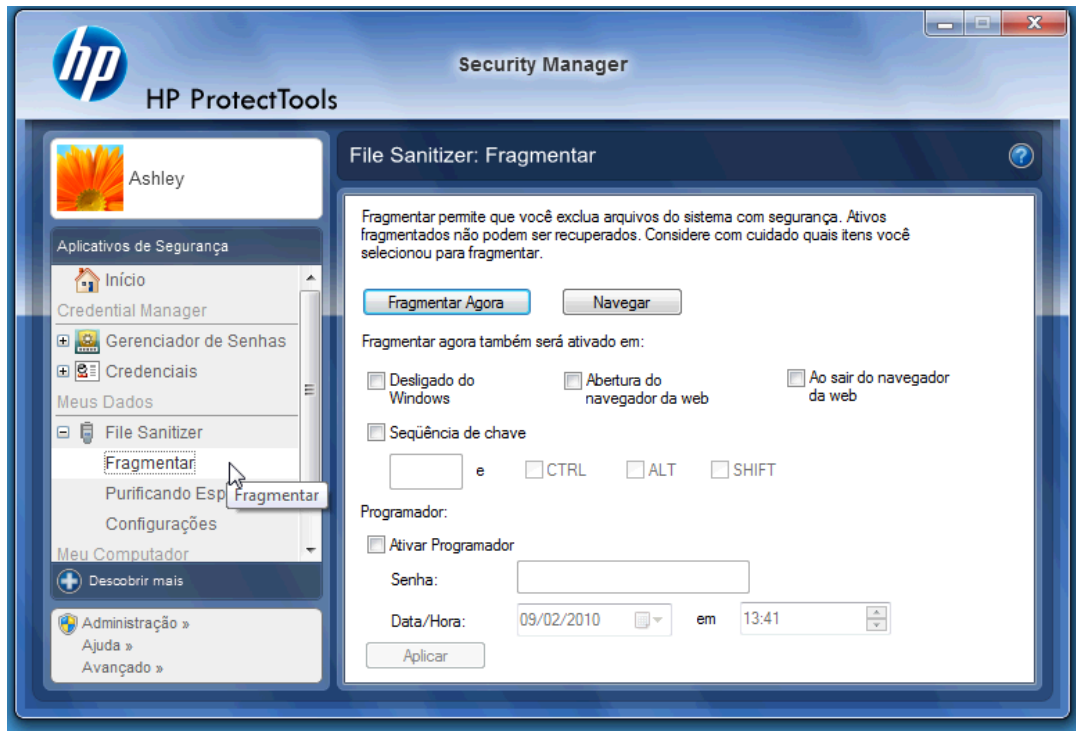 Security Manager
hp
HP ProtectTools
Ashley
Aplicativos de Segurança
Início
Credential Manager
Gerenciador de Senhas
Credenciais
Meus Dados
File Sanitizer
Fragmentar
Purificando Esp
Fragmentar
Configurações
Meu Computador
Descobrir mais
Administração »
Ajuda »
Avançado »
File Sanitizer: Fragmentar
?
Fragmentar permite que você exclua arquivos do sistema com segurança. Ativos
fragmentados não podem ser recuperados. Considere com cuidado quais itens você
selecionou para fragmentar.
Fragmentar Agora
Navegar
Fragmentar agora também será ativado em:
Desligado do
Windows
Abertura do
navegador da web
Ao sair do navegador
da web
Seqüência de chave
e
CTRL
ALT
SHIFT
Programador:
Ativar Programador
Senha:
Data/Hora:
09/02/2010
em
13:41
Aplicar